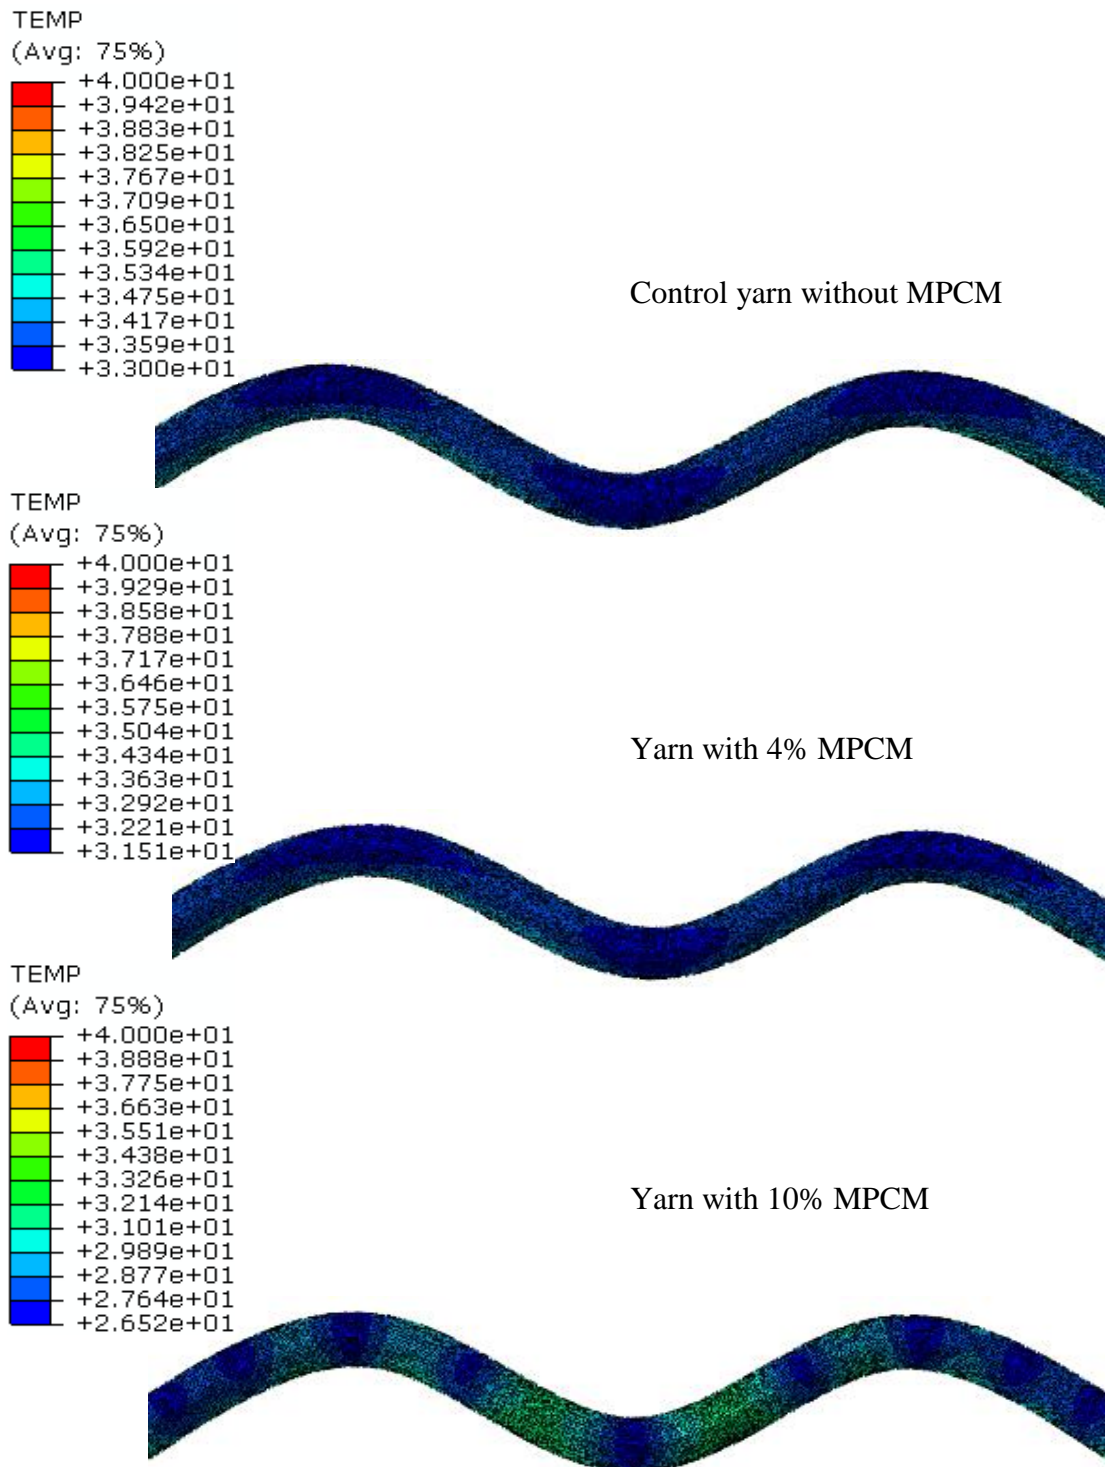 TEMP
(Avg: 75%)
+4.000e+01
+3.942e+01
+3.883e+01
+3.825e+01
+3.767e+01
+3.709e+01
+3.650e+01
+3.592e+01
+3.534e+01
+3.475e+01
+3.417e+01
+3.359e+01
+3.300e+01
Control yarn without MPCM
TEMP
(Avg: 75%)
+4.000e+01
+3.929e+01
+3.858e+01
+3.788e+01
+3.717e+01
+3.646e+01
+3.575e+01
+3.504e+01
+3.434e+01
+3.363e+01
+3.292e+01
+3.221e+01
+3.151e+01
Yarn with 4% MPCM
TEMP
(Avg: 75%)
+4.000e+01
+3.888e+01
+3.775e+01
+3.663e+01
+3.551e+01
+3.438e+01
+3.326e+01
+3.214e+01
+3.101e+01
+2.989e+01
+2.877e+01
+2.764e+01
+2.652e+01
Yarn with 10% MPCM